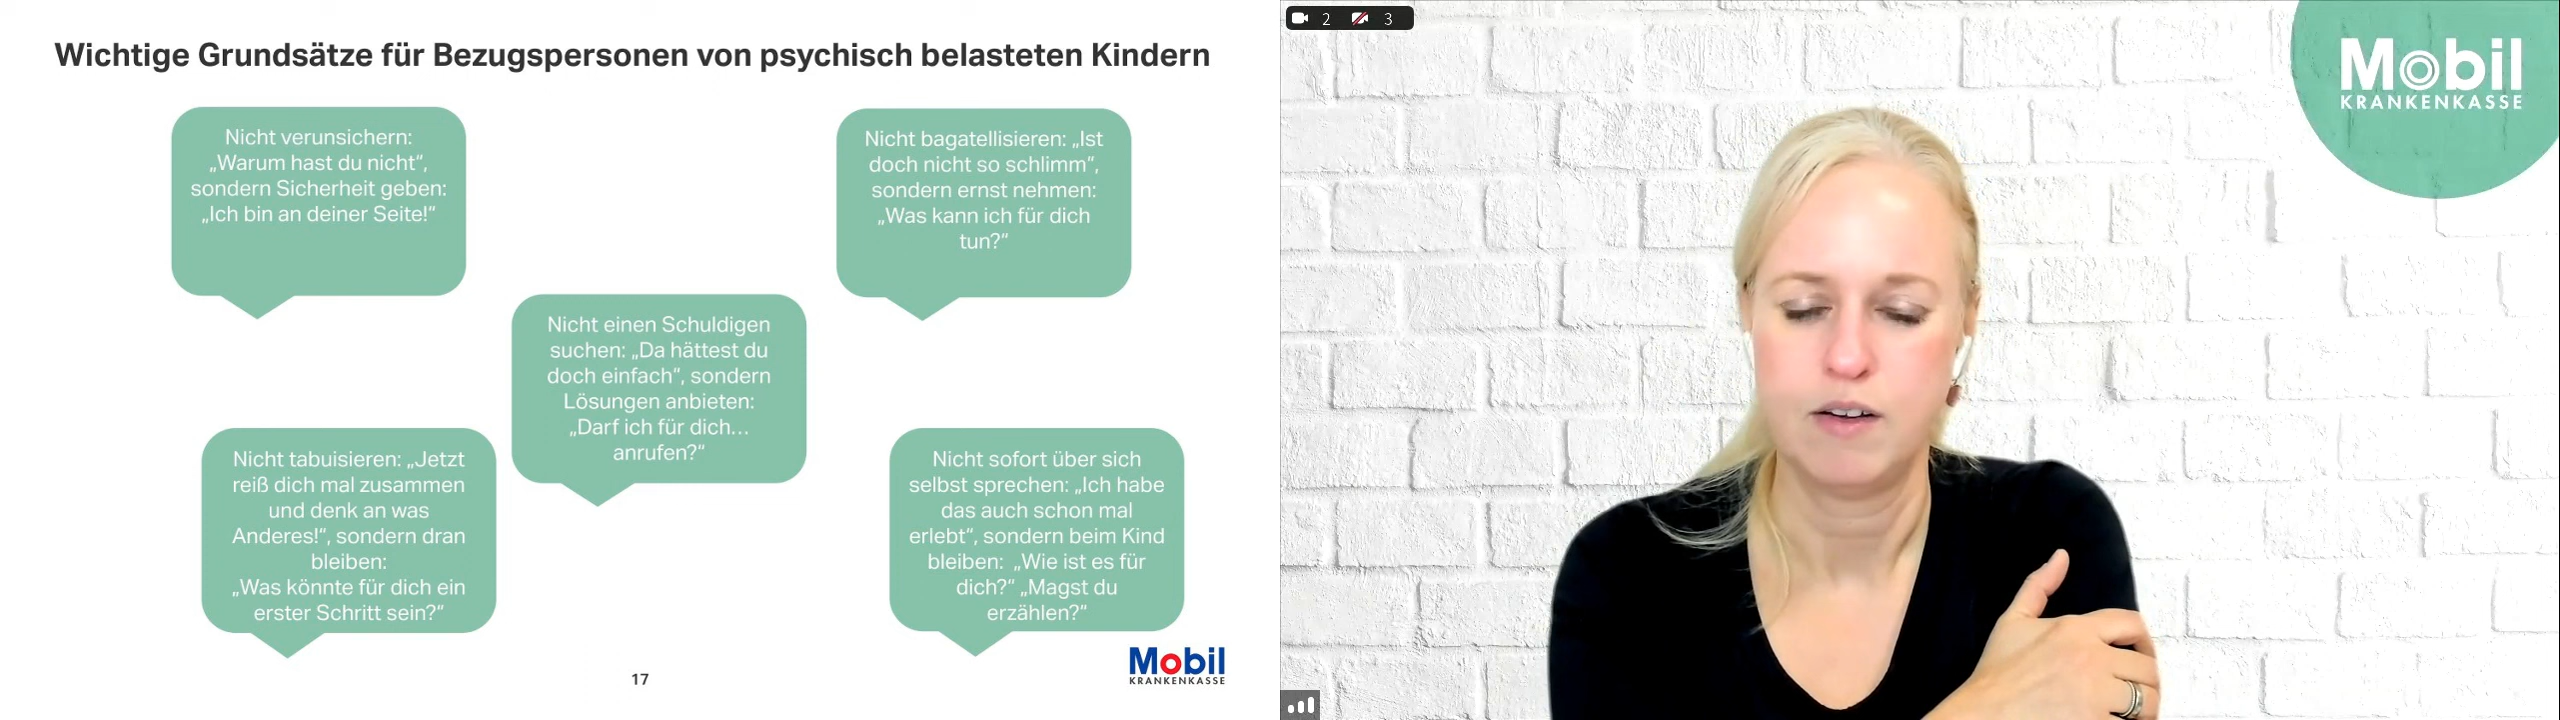 Wichtige Grundsätze für Bezugspersonen von psychisch belasteten Kindern
Nicht verunsichern:
„Warum hast du nicht“,
sondern Sicherheit geben:
„Ich bin an deiner Seite!“
Nicht bagatellisieren: „Ist
doch nicht so schlimm“,
sondern ernst nehmen:
„Was kann ich für dich
tun?“
Nicht einen Schuldigen
suchen: „Da hättest du
doch einfach“, sondern
Lösungen anbieten:
„Darf ich für dich...
anrufen?“
Nicht tabuisieren: „Jetzt
reiß dich mal zusammen
und denk an was
Anderes!“, sondern dran
bleiben:
„Was könnte für dich ein
erster Schritt sein?“
Nicht sofort über sich
selbst sprechen: „Ich habe
das auch schon mal
erlebt“, sondern beim Kind
bleiben: „Wie ist es für
dich?“ „Magst du
erzählen?“
17
Mobil
KRANKENKASSE
2 3
Mobil
KRANKENKASSE